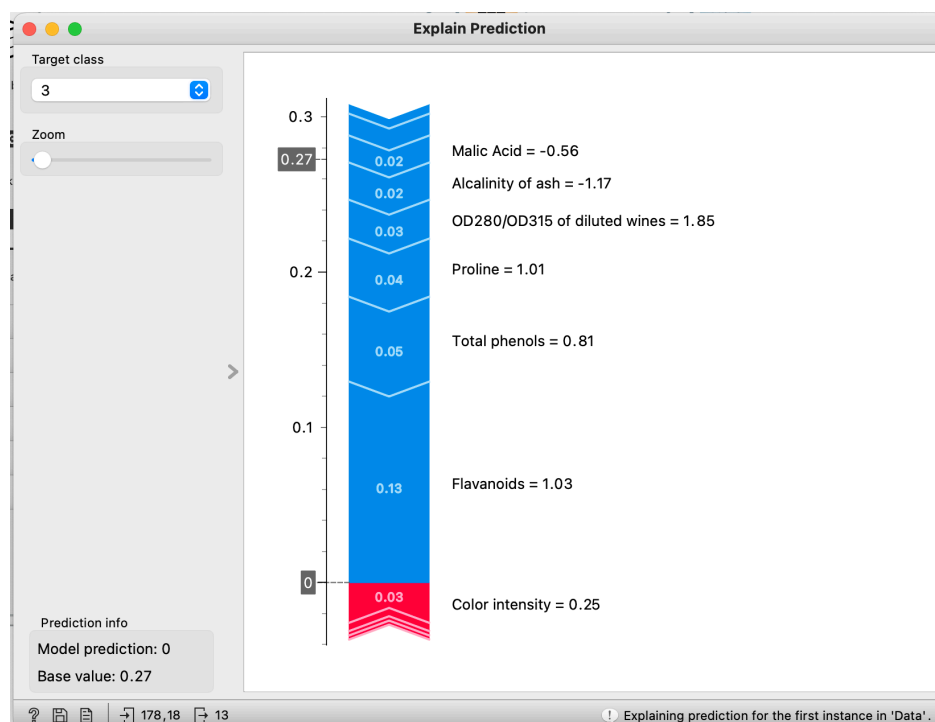 Explain Prediction
Target class
3
Zoom
0.3
0.27
0.2
0.1
0
0.02
0.02
0.03
0.04
0.05
0.13
0.03
Malic Acid = -0.56
Alcalinity of ash = -1.17
OD280/OD315 of diluted wines = 1.85
Proline = 1.01
Total phenols = 0.81
Flavanoids = 1.03
Color intensity = 0.25
Prediction info
Model prediction: 0
Base value: 0.27
? 178,18 13
! Explaining prediction for the first instance in 'Data'.